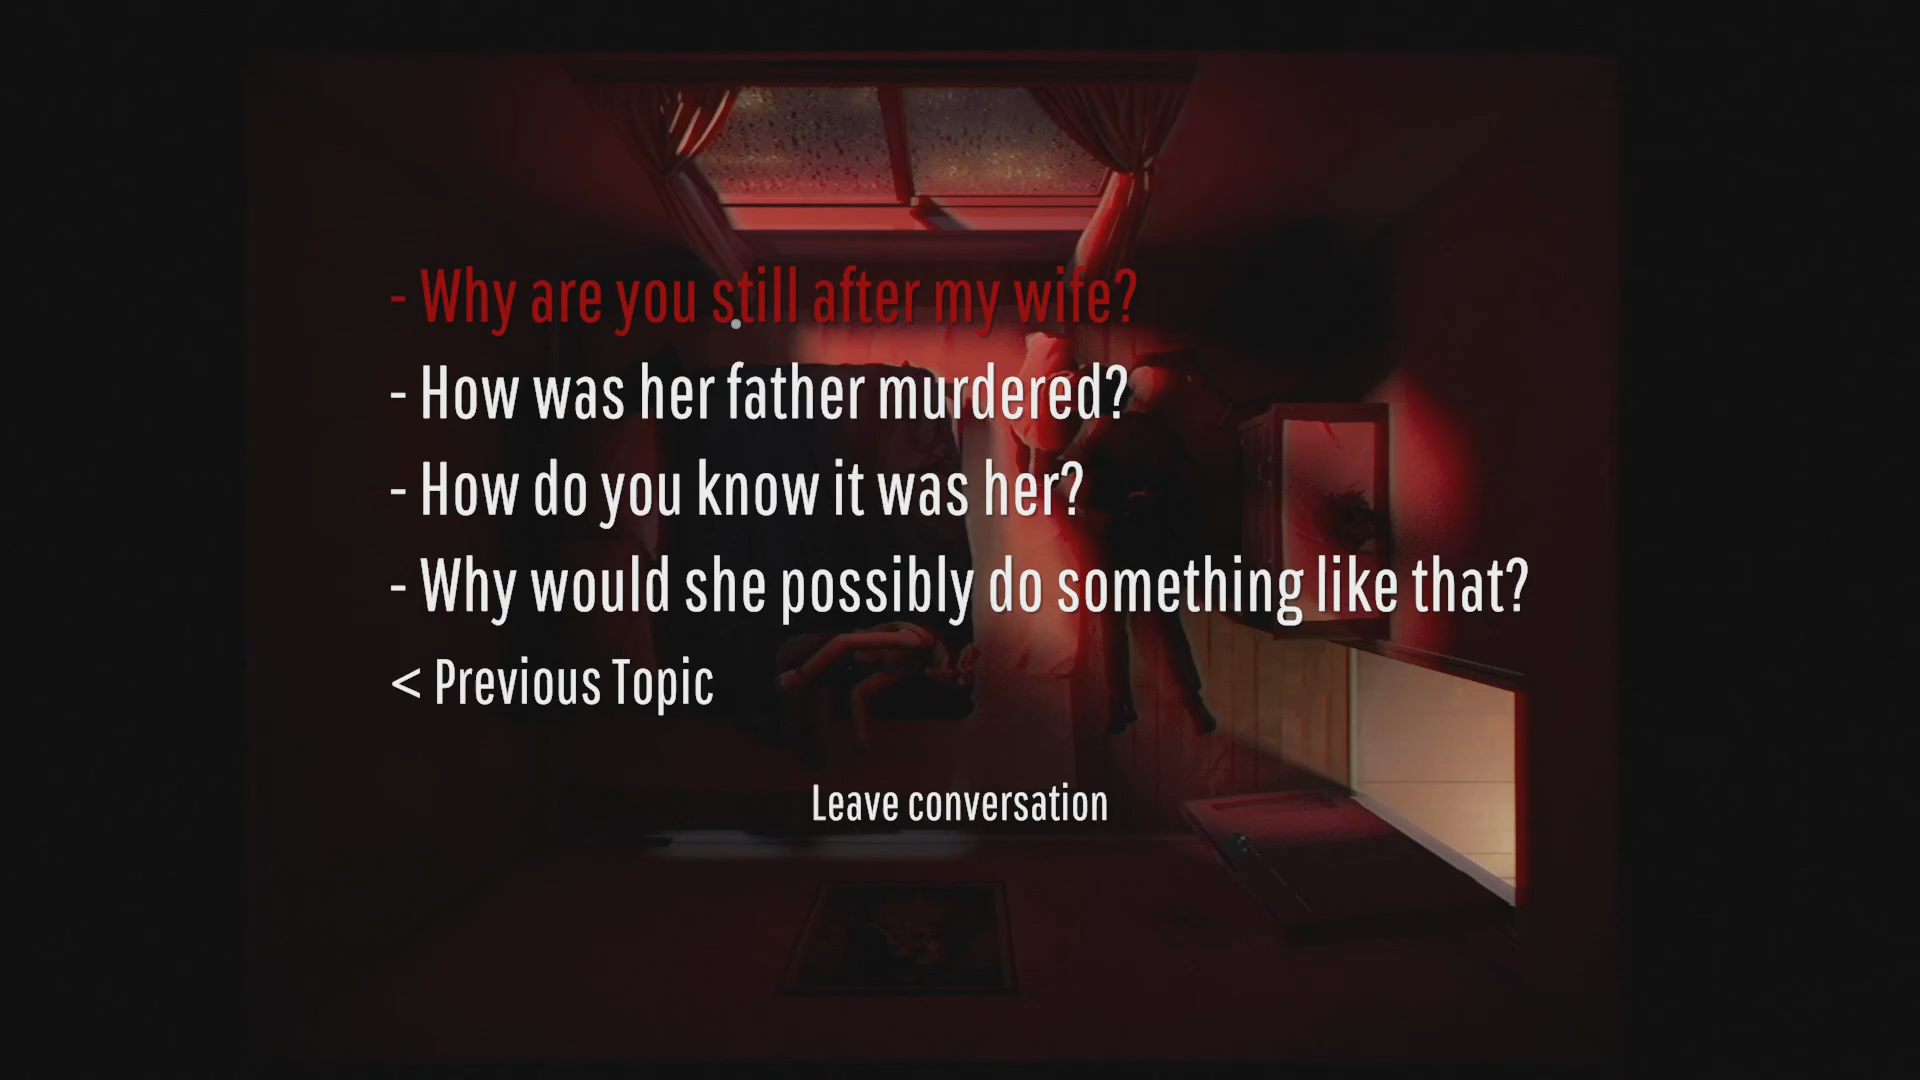 - Why are you still after my wife?
- How was her father murdered?
- How do you know it was her?
- Why would she possibly do something like that?
< Previous Topic
Leave conversation